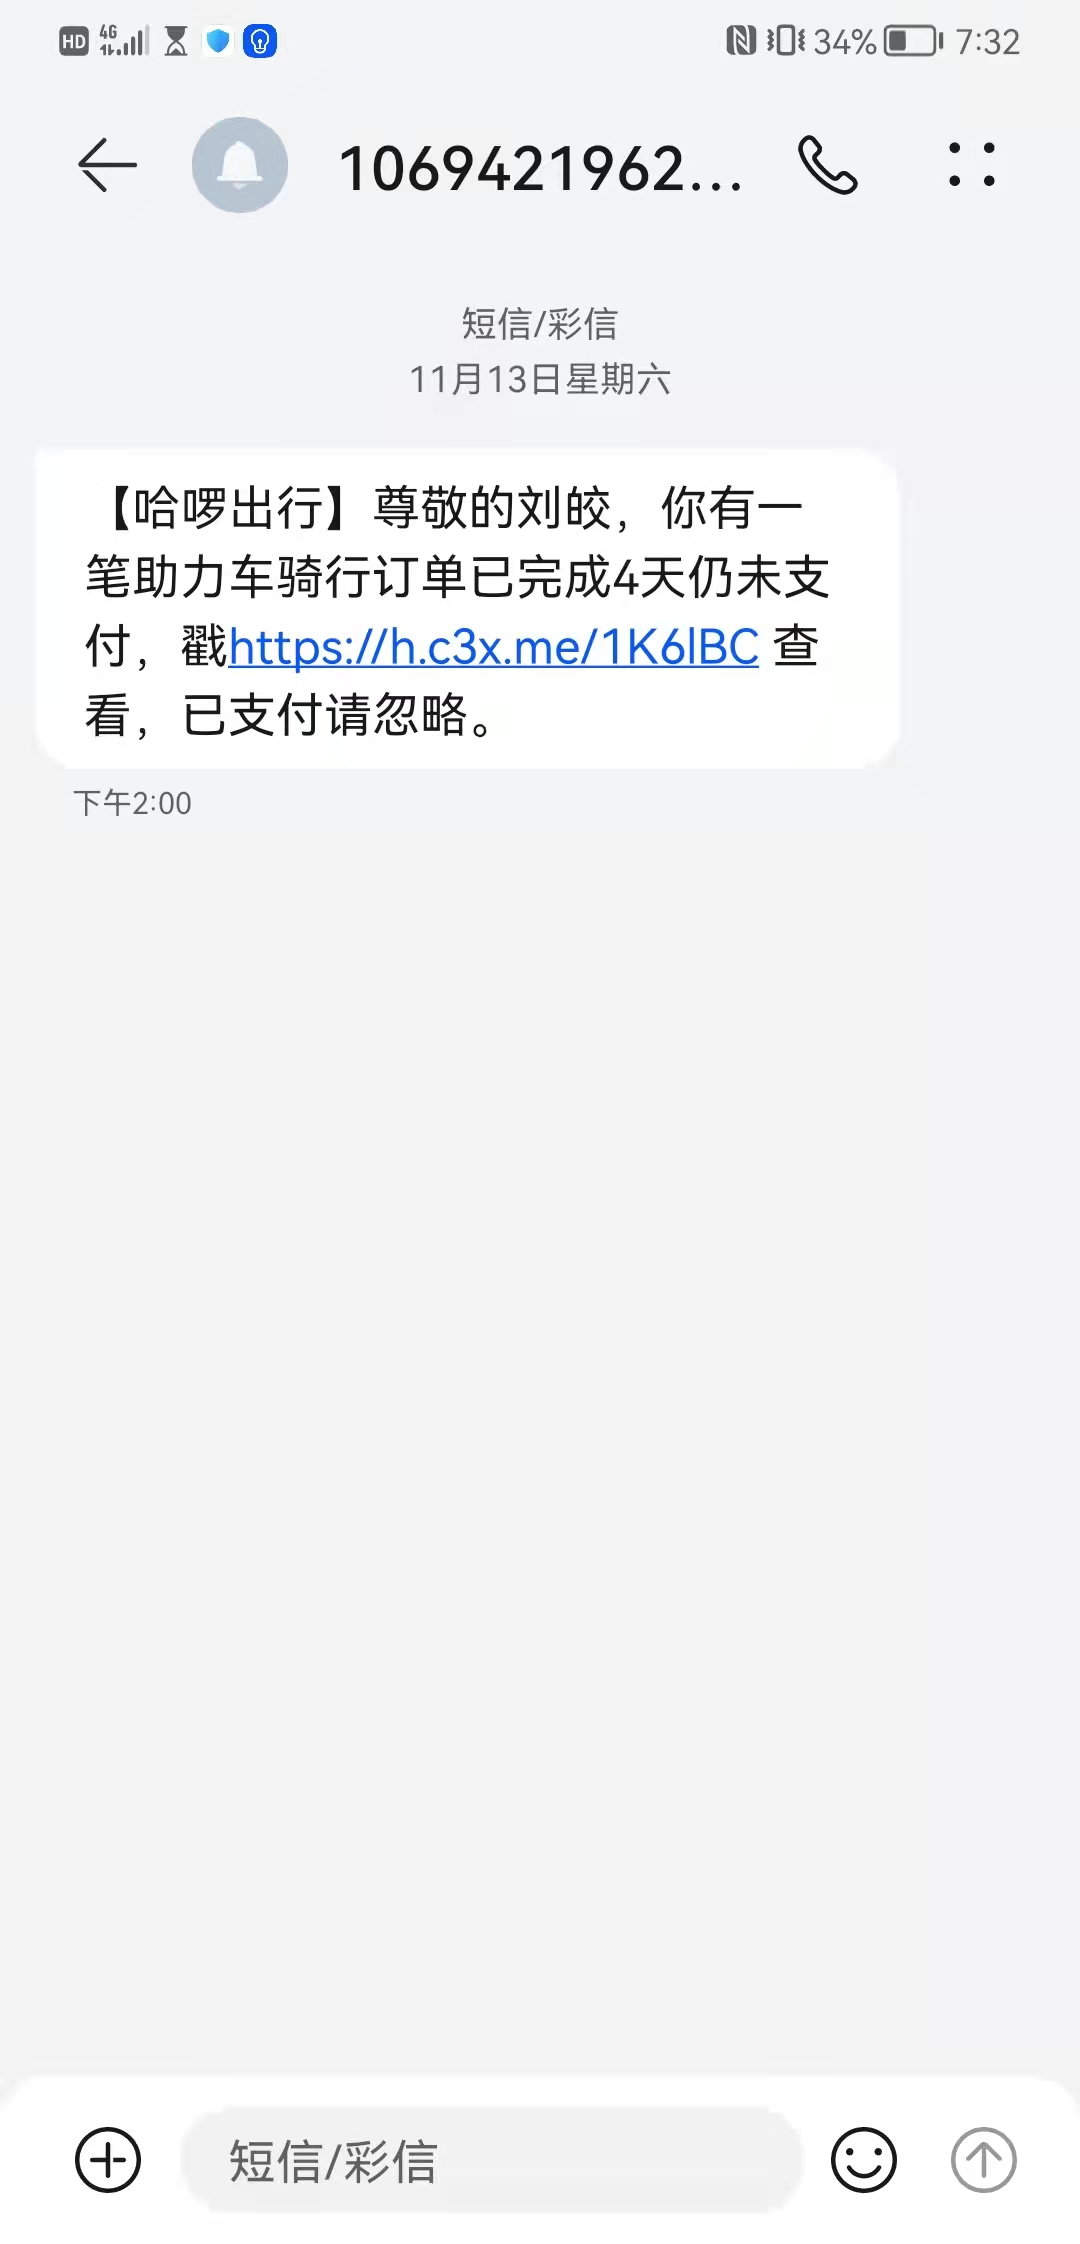 HD 4G 34% 7:32
1069421962...
短信/彩信
11月13日星期六
【哈啰出行】尊敬的刘皎，你有一
笔助力车骑行订单已完成4天仍未支
付，戳https://h.c3x.me/1K6lBC 查
看，已支付请忽略。
下午2:00
短信/彩信